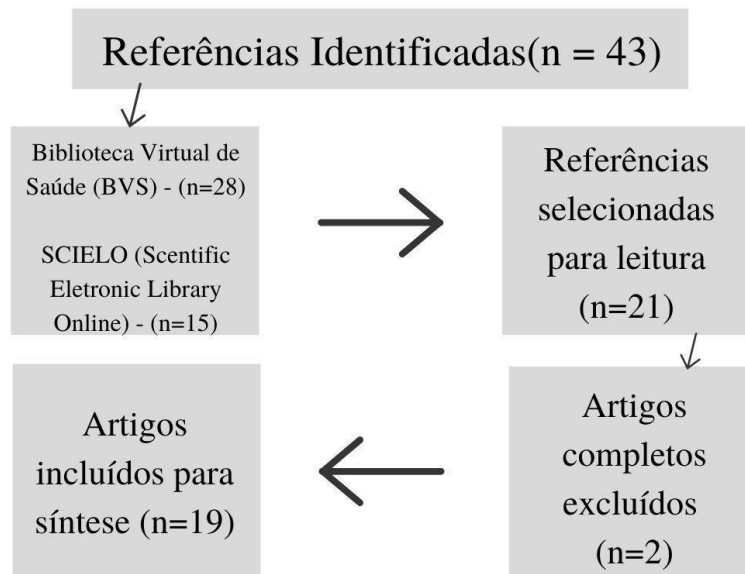 Referências Identificadas(n = 43)
Biblioteca Virtual de
Saúde (BVS) - (n=28)
SCIELO (Scentific
Eletronic Library
Online) - (n=15)
Referências
selecionadas
para leitura
(n=21)
Artigos
completos
excluídos
(n=2)
Artigos
incluídos para
síntese (n=19)